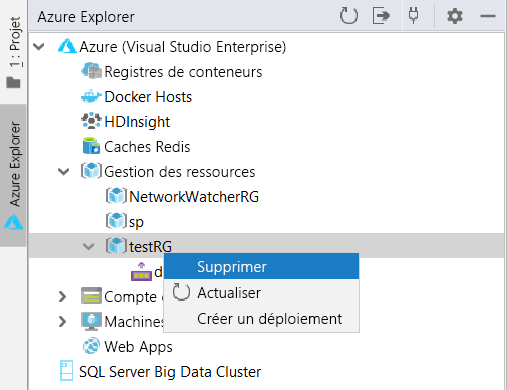 Azure Explorer
1: Projet
Azure Explorer
Azure (Visual Studio Enterprise)
Registres de conteneurs
Docker Hosts
HDInsight
Caches Redis
Gestion des ressources
NetworkWatcherRG
sp
testRG
Supprimer
d
Actualiser
Compte
Créer un déploiement
Machines
Web Apps
SQL Server Big Data Cluster